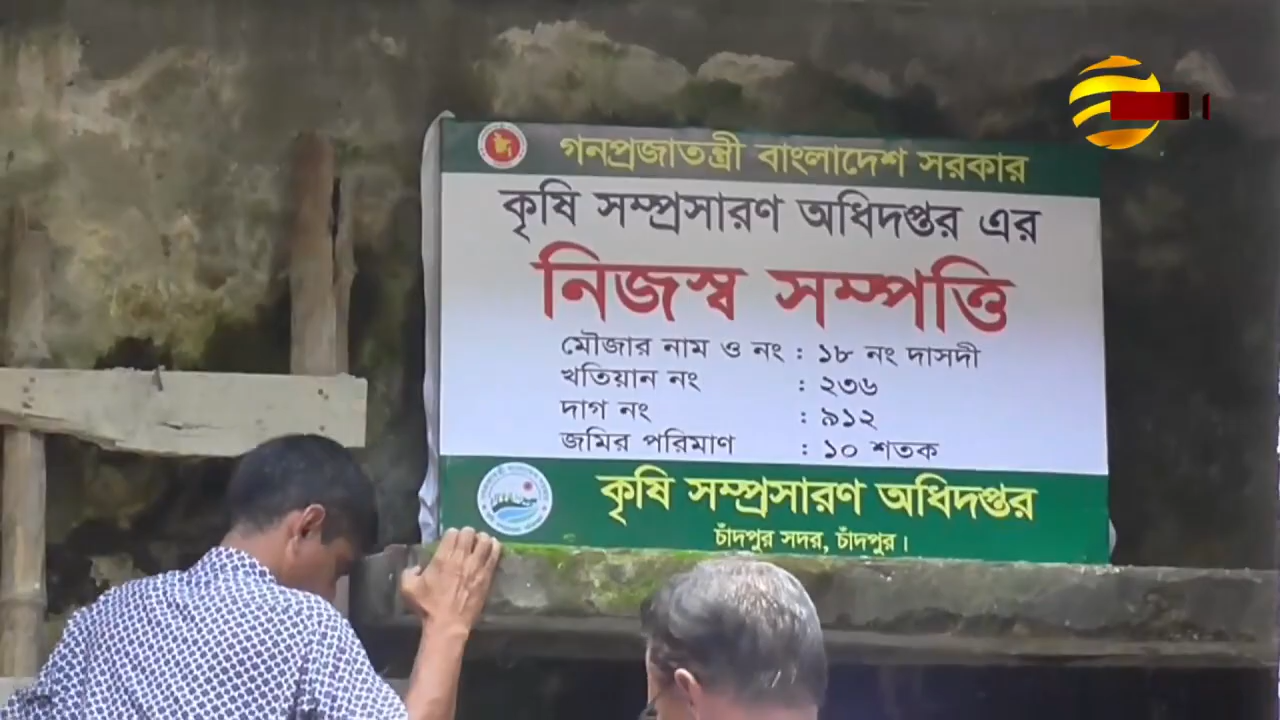 গনপ্রজাতন্ত্রী বাংলাদেশ সরকার
কৃষি সম্প্রসারণ অধিদপ্তর এর
নিজস্ব সম্পত্তি
মৌজার নাম ও নং : ১৮ নং দাসদী
খতিয়ান নং : ২৩৬
দাগ নং : ৯১২
জমির পরিমাণ : ১০ শতক
কৃষি সম্প্রসারণ অধিদপ্তর
চাঁদপুর সদর, চাঁদপুর।